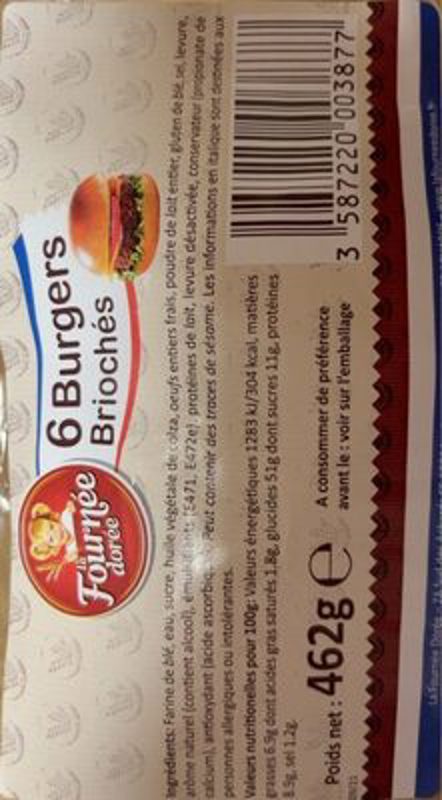 La Fournée
dorée
6 Burgers
Briochés
Ingrédients: Farine de blé, eau, sucre, huile végétale de colza, oeufs entiers frais, poudre de lait entier, gluten de blé, sel, levure,
arôme naturel (contient alcool), émulsifiants (E471, E472e), protéines de lait, levure désactivée, conservateur (propionate de
calcium), antioxydant (acide ascorbique). Peut contenir des traces de sésame. Les informations en italique sont destinées aux
personnes allergiques ou intolérantes.
Valeurs nutritionelles pour 100g: Valeurs énergétiques 1283 kJ/304 kcal, matières
grasses 6.9g dont acides gras saturés 1.8g, glucides 51g dont sucres 11g, protéines
8.5g, sel 1.2g.
Poids net : 462g e
A consommer de préférence
avant le : voir sur l'emballage
3 587220 003877